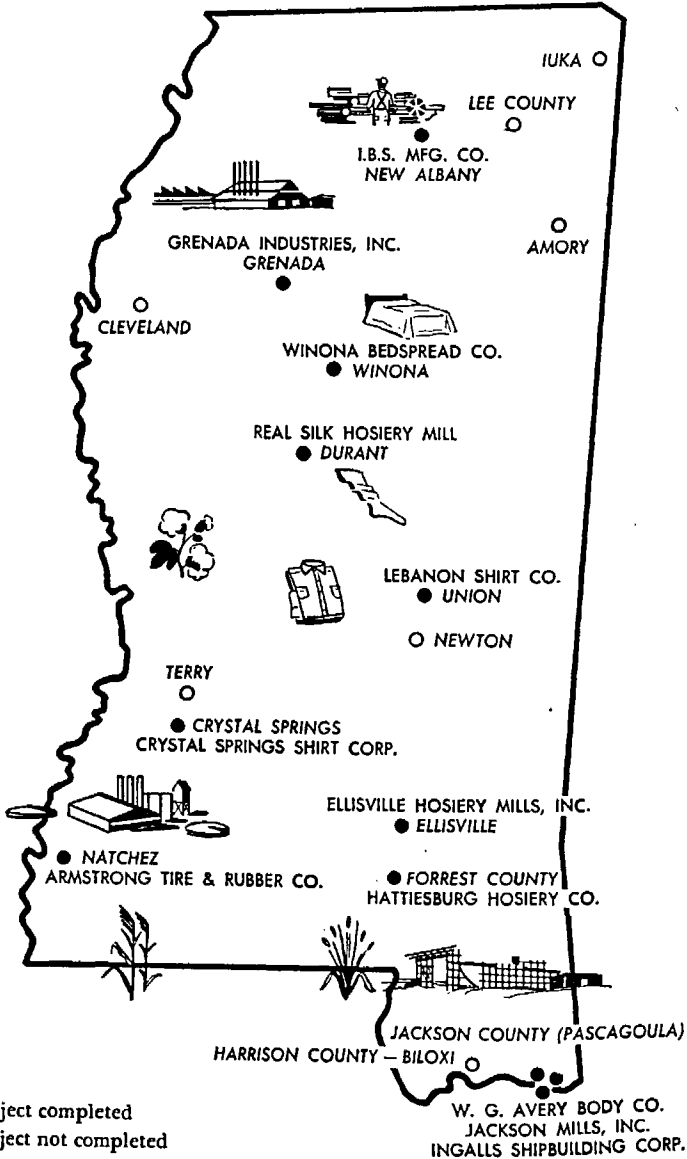 IUKA
LEE COUNTY
I.B.S. MFG. CO.
NEW ALBANY
GRENADA INDUSTRIES, INC.
GRENADA
AMORY
CLEVELAND
WINONA BEDSPREAD CO.
WINONA
REAL SILK HOSIERY MILL
DURANT
LEBANON SHIRT CO.
UNION
NEWTON
TERRY
CRYSTAL SPRINGS
CRYSTAL SPRINGS SHIRT CORP.
ELLISVILLE HOSIERY MILLS, INC.
ELLISVILLE
NATCHEZ
ARMSTRONG TIRE & RUBBER CO.
FORREST COUNTY
HATTIESBURG HOSIERY CO.
JACKSON COUNTY (PASCAGOULA)
HARRISON COUNTY – BILOXI
W. G. AVERY BODY CO.
JACKSON MILLS, INC.
INGALLS SHIPBUILDING CORP.
ject completed
ject not completed